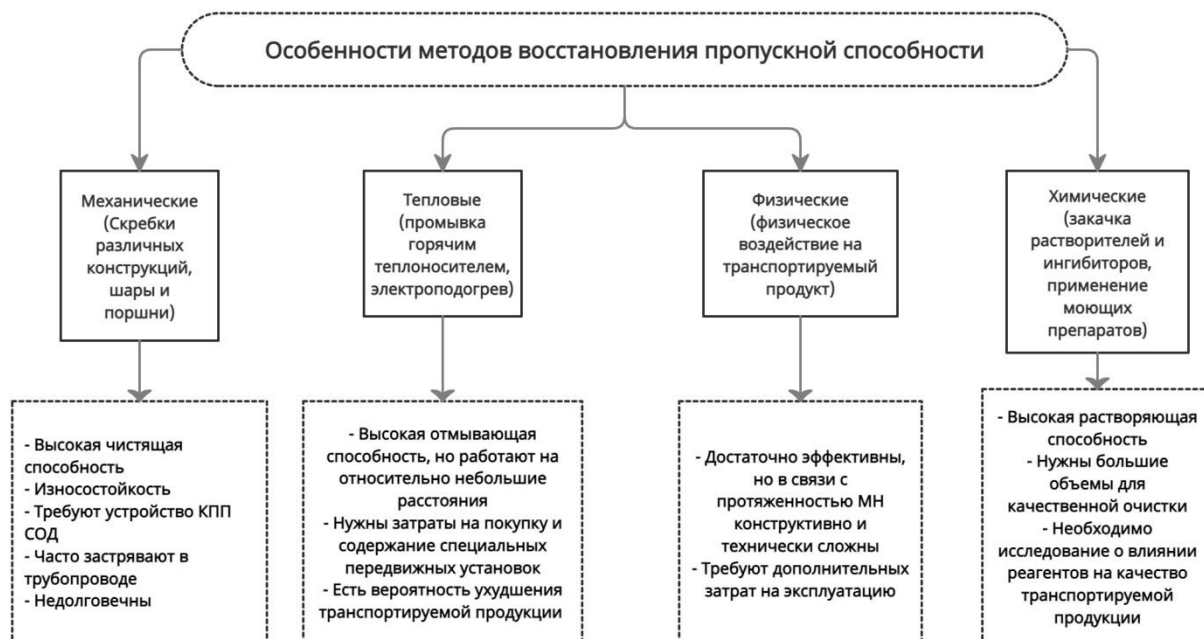 Особенности методов восстановления пропускной способности
Механические
(Скребки
различных
конструкций,
шары и
поршни)
Тепловые
(промывка
горячим
теплоносителем,
электроподогрев)
Физические
(физическое
воздействие на
транспортируемый
продукт)
Химические
(закачка
растворителей и
ингибиторов,
применение
моющих
препаратов)
- Высокая чистящая
способность
- Износостойкость
- Требуют устройство КПП
СОД
- Часто застрявают в
трубопроводе
- Недолговечны
- Высокая отмывающая
способность, но работают на
относительно небольшие
расстояния
- Нужны затраты на покупку и
содержание специальных
передвижных установок
- Есть вероятность ухудшения
транспортируемой продукции
- Достаточно эффективны,
но в связи с
протяженностью МН
конструктивно и
технически сложны
- Требуют дополнительных
затрат на эксплуатацию
- Высокая растворяющая
способность
- Нужны большие
объемы для
качественной очистки
- Необходимо
исследование о влиянии
реагентов на качество
транспортируемой
продукции